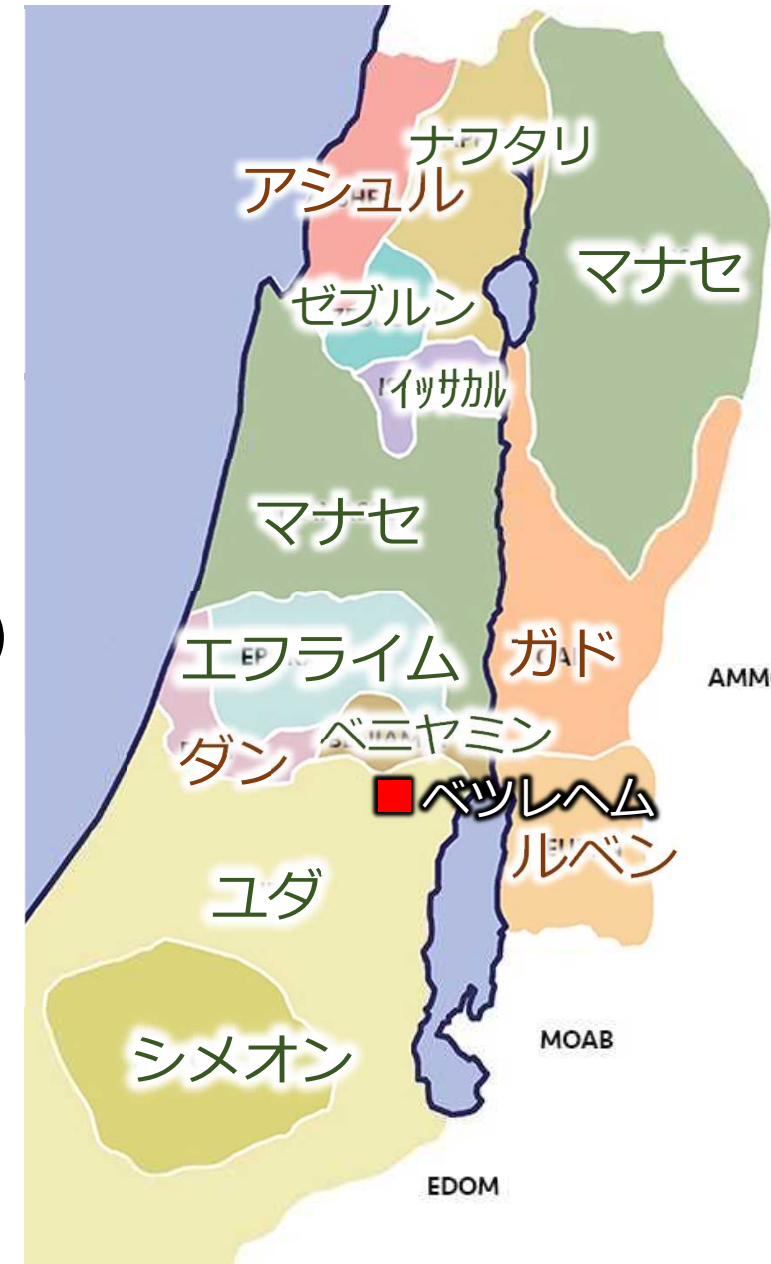 ナフタリ
アシュル
マナセ
ゼブルン
イッサカル
マナセ
エフライム
ガド
AMM
ベニヤミン
ダン
ベツレヘム
ルベン
ユダ
MOAB
シメオン
EDOM